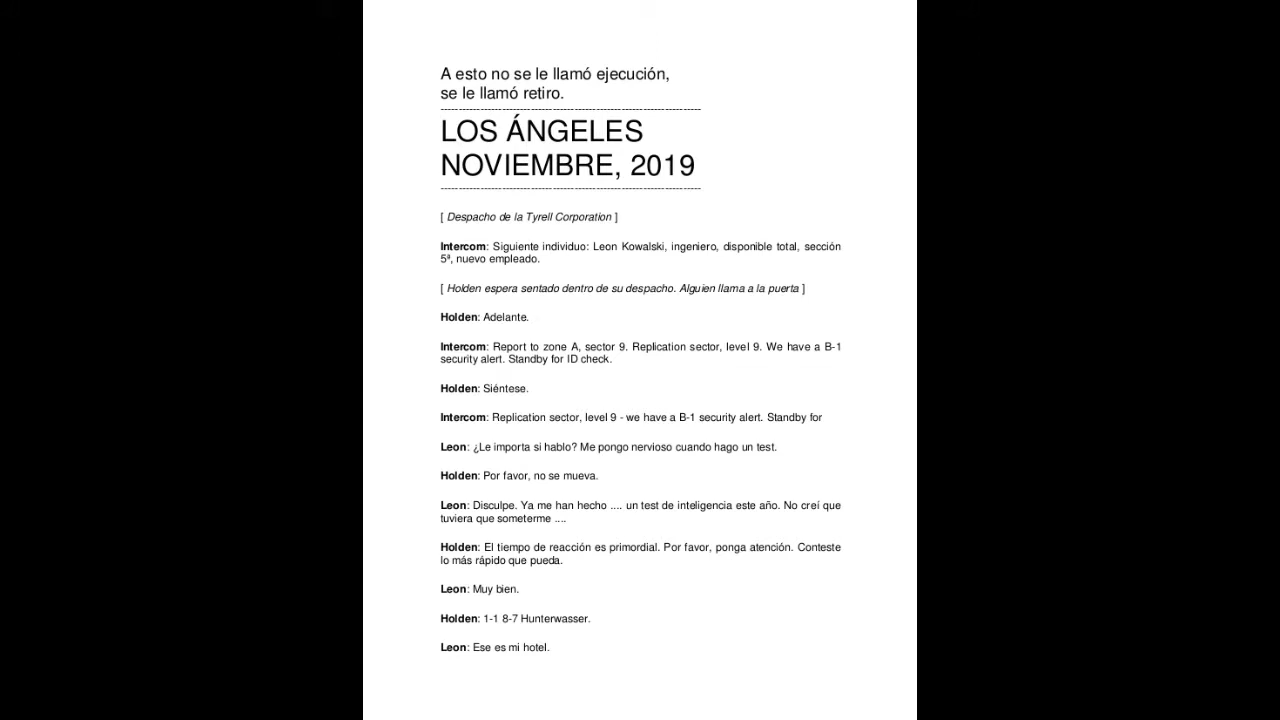 A esto no se le llamó ejecución,
se le llamó retiro.
--------------------------------------------------------------------------
LOS ÁNGELES
NOVIEMBRE, 2019
--------------------------------------------------------------------------
[ Despacho de la Tyrell Corporation ]
Intercom: Siguiente individuo: Leon Kowalski, ingeniero, disponible total, sección
5ª, nuevo empleado.
[ Holden espera sentado dentro de su despacho. Alguien llama a la puerta ]
Holden: Adelante.
Intercom: Report to zone A, sector 9. Replication sector, level 9. We have a B-1
security alert. Standby for ID check.
Holden: Siéntese.
Intercom: Replication sector, level 9 - we have a B-1 security alert. Standby for
Leon: ¿Le importa si hablo? Me pongo nervioso cuando hago un test.
Holden: Por favor, no se mueva.
Leon: Disculpe. Ya me han hecho .... un test de inteligencia este año. No creí que
tuviera que someterme ....
Holden: El tiempo de reacción es primordial. Por favor, ponga atención. Conteste
lo más rápido que pueda.
Leon: Muy bien.
Holden: 1-1 8-7 Hunterwasser.
Leon: Ese es mi hotel.